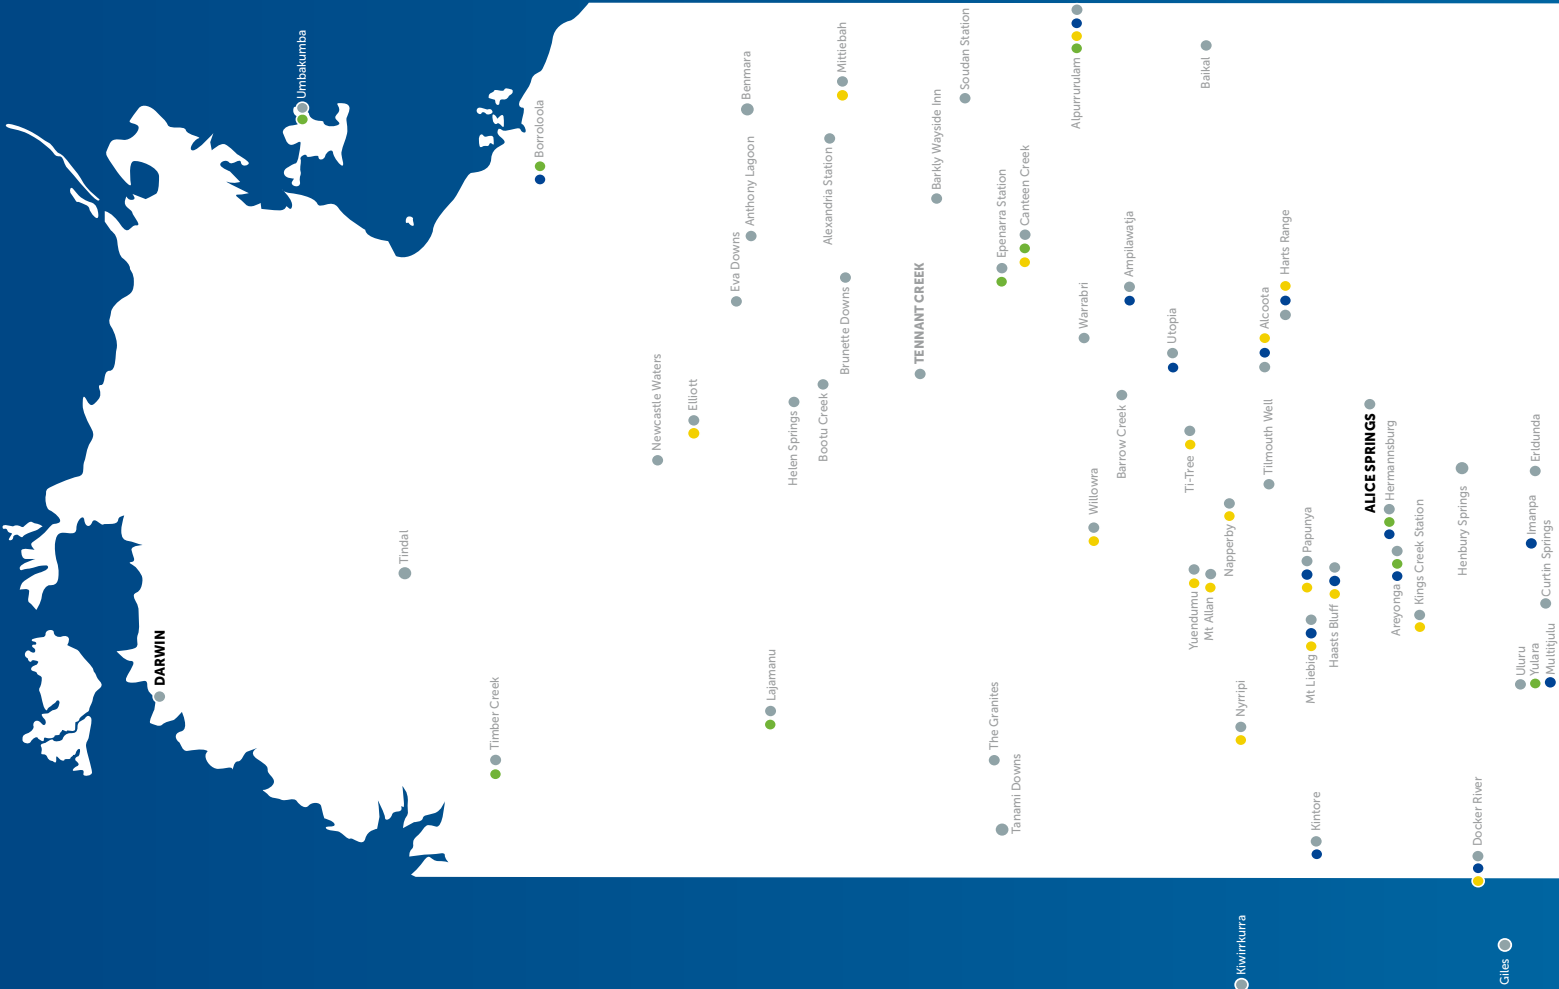 Umbakumba
Borroloola
DARWIN
Tindal
Timber Creek
Newcastle Waters
Elliott
Eva Downs
Benmara
Anthony Lagoon
Mittiebah
Alexandria Station
Brunette Downs
Helen Springs
Bootu Creek
Lajamanu
TENNANT CREEK
Barkly Wayside Inn
Soudan Station
Epenarra Station
Canteen Creek
The Granites
Tanami Downs
Alpurrurulam
Warrabri
Ampilawatja
Barrow Creek
Willowra
Utopia
Ti-Tree
Baikal
Yuendumu
Mt Allan
Napperby
Nyrripi
Alcoota
Harts Range
Tilmouth Well
Papunya
Mt Liebig
Haasts Bluff
Kintore
Kiwirrkurra
ALICE SPRINGS
Hermannsburg
Areyonga
Kings Creek Station
Henbury Springs
Docker River
Giles
Erldunda
Imanpa
Curtin Springs
Uluru
Yulara
Multitjulu